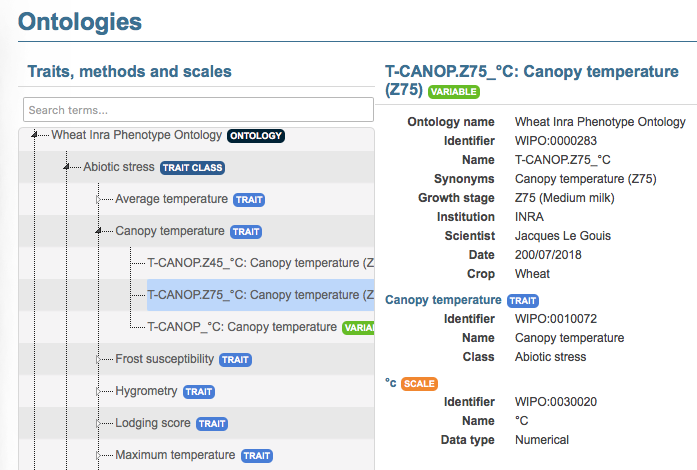 Ontologies
Traits, methods and scales
Search terms...
Wheat Inra Phenotype Ontology ONTOLOGY
Abiotic stress TRAIT CLASS
Average temperature TRAIT
Canopy temperature TRAIT
T-CANOP.Z45_°C: Canopy temperature (Z
T-CANOP.Z75_°C: Canopy temperature (Z
T-CANOP_°C: Canopy temperature VARIA
Frost susceptibility TRAIT
Hygrometry TRAIT
Lodging score TRAIT
Maximum temperature TRAIT
T-CANOP.Z75_°C: Canopy temperature
(Z75) VARIABLE
Ontology name Wheat Inra Phenotype Ontology
Identifier WIPO:0000283
Name T-CANOP.Z75_°C
Synonyms Canopy temperature (Z75)
Growth stage Z75 (Medium milk)
Institution INRA
Scientist Jacques Le Gouis
Date 200/07/2018
Crop Wheat
Canopy temperature TRAIT
Identifier WIPO:0010072
Name Canopy temperature
Class Abiotic stress
°c SCALE
Identifier WIPO:0030020
Name °C
Data type Numerical